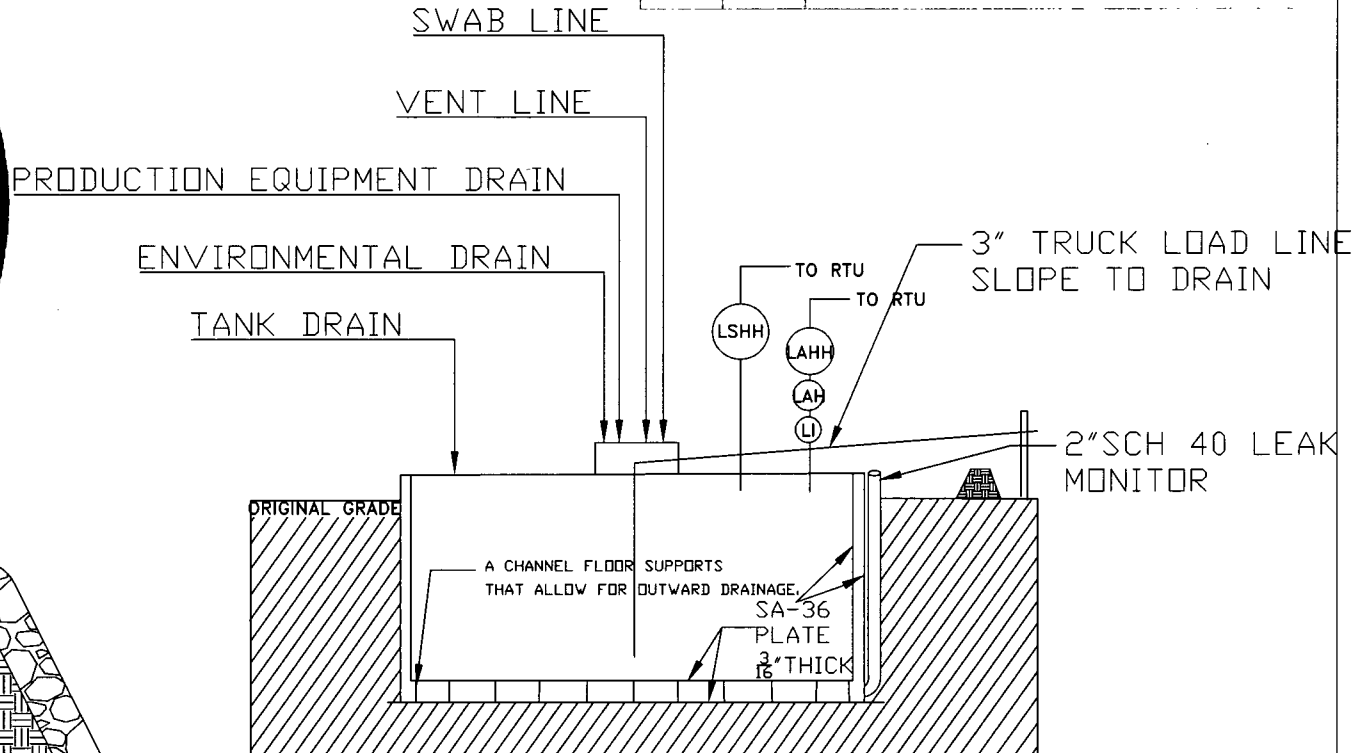 SWAB LINE
VENT LINE
PRODUCTION EQUIPMENT DRAIN
ENVIRONMENTAL DRAIN
TANK DRAIN
TO RTU
TO RTU
3" TRUCK LOAD LINE
SLOPE TO DRAIN
LSHH
LAHH
LAH
LI
2"SCH 40 LEAK
MONITOR
ORIGINAL GRADE
A CHANNEL FLOOR SUPPORTS
THAT ALLOW FOR OUTWARD DRAINAGE.
SA-36
PLATE
3/16"THICK